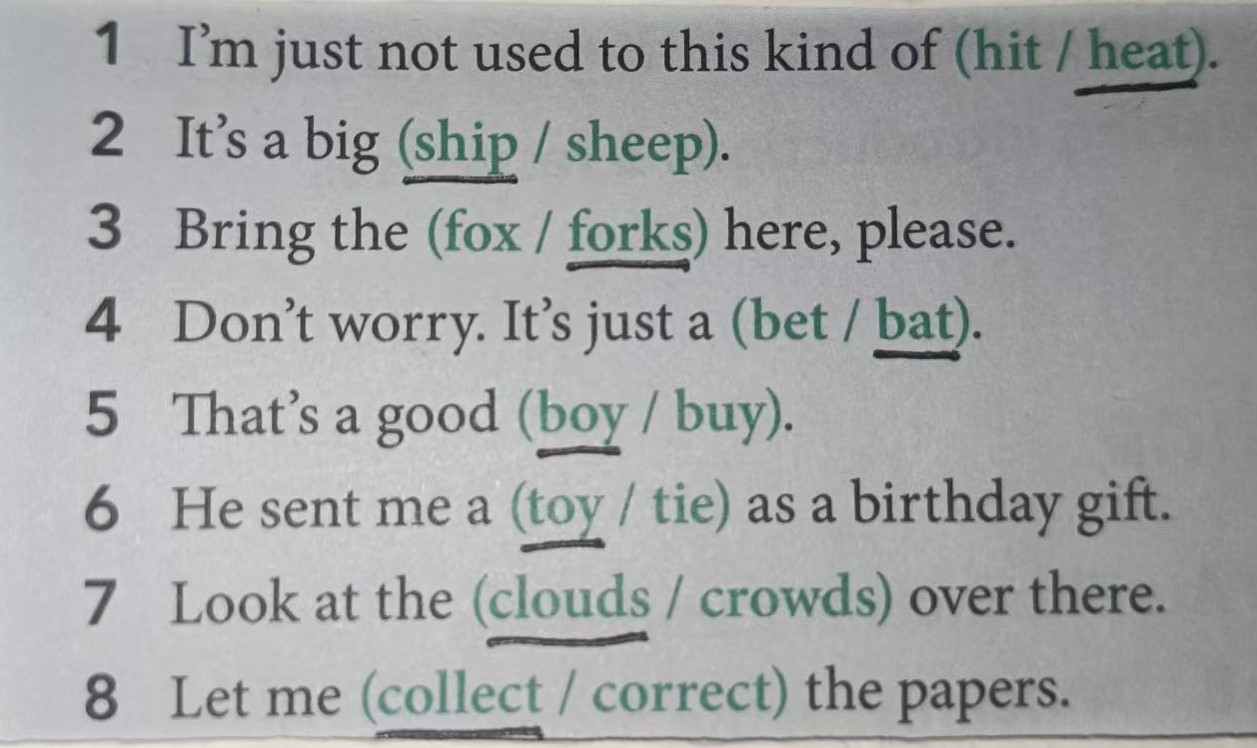 1 I'm just not used to this kind of (hit / heat).
2 It's a big (ship / sheep).
3 Bring the (fox / forks) here, please.
4 Don't worry. It's just a (bet / bat).
5 That's a good (boy / buy).
6 He sent me a (toy / tie) as a birthday gift.
7 Look at the (clouds / crowds) over there.
8 Let me (collect / correct) the papers.